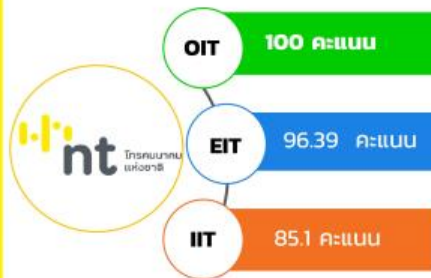 OIT
100 คะแนน
nt
โทรคมนาคม
แห่งชาติ
EIT
96.39 คะแนน
IIT
85.1 คะแนน